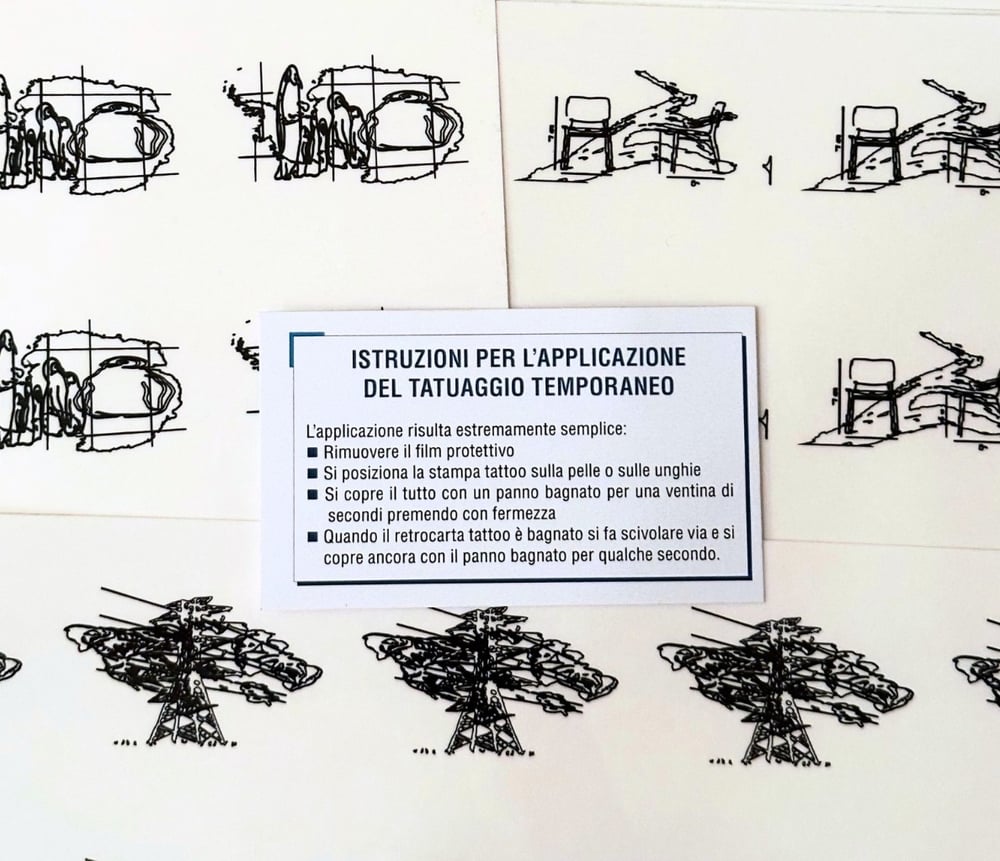 ISTRUZIONI PER L'APPLICAZIONE
DEL TATUAGGIO TEMPORANEO
L'applicazione risulta estremamente semplice:
■ Rimuovere il film protettivo
■ Si posiziona la stampa tattoo sulla pelle o sulle unghie
■ Si copre il tutto con un panno bagnato per una ventina di
secondi premendo con fermezza
■ Quando il retrocarta tattoo è bagnato si fa scivolare via e si
copre ancora con il panno bagnato per qualche secondo.